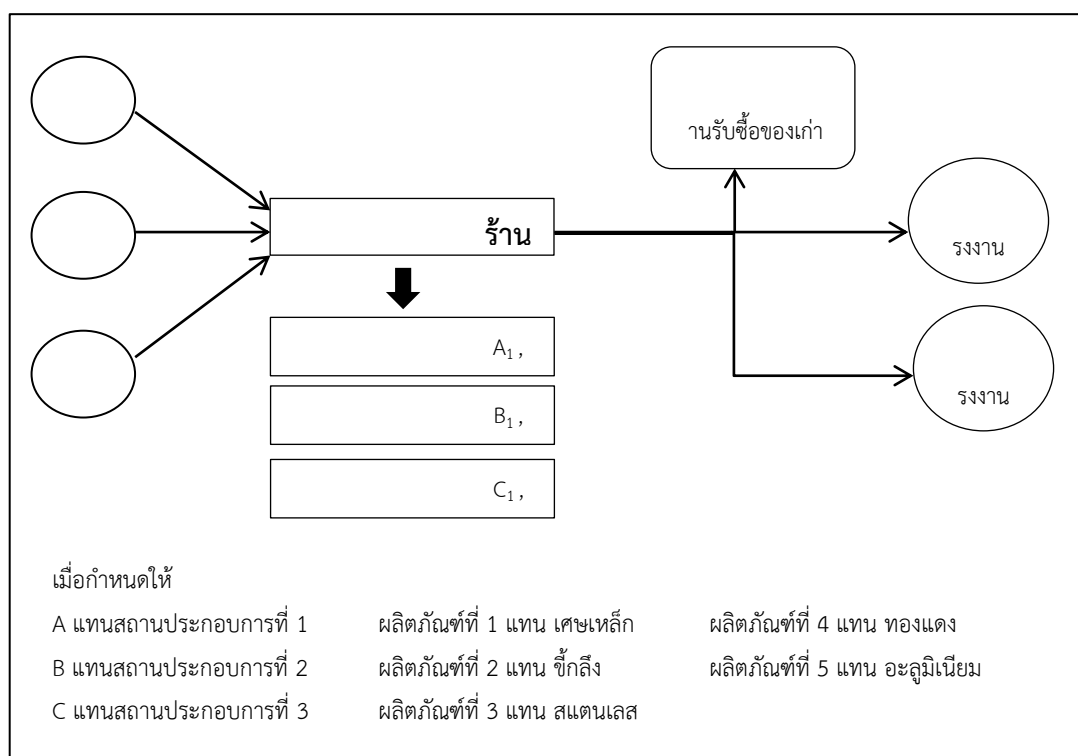 านรับซื้อของเก่า
ร้าน
รงงาน
A1 ,
รงงาน
B1 ,
C1 ,
เมื่อกำหนดให้
A แทนสถานประกอบการที่ 1 ผลิตภัณฑ์ที่ 1 แทน เศษเหล็ก ผลิตภัณฑ์ที่ 4 แทน ทองแดง
B แทนสถานประกอบการที่ 2 ผลิตภัณฑ์ที่ 2 แทน ขี้กลึง ผลิตภัณฑ์ที่ 5 แทน อะลูมิเนียม
C แทนสถานประกอบการที่ 3 ผลิตภัณฑ์ที่ 3 แทน สแตนเลส